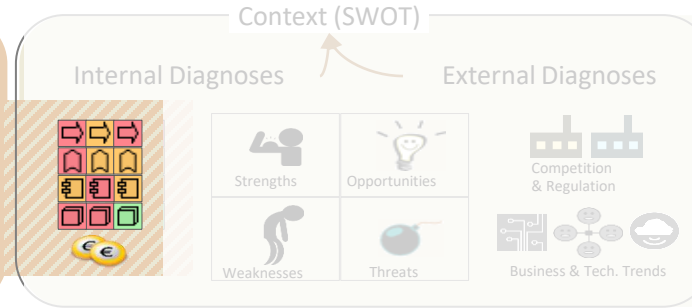 Context (SWOT)
Internal Diagnoses
External Diagnoses
Strengths
Opportunities
Competition
& Regulation
Weaknesses
Threats
Business & Tech. Trends
€
€